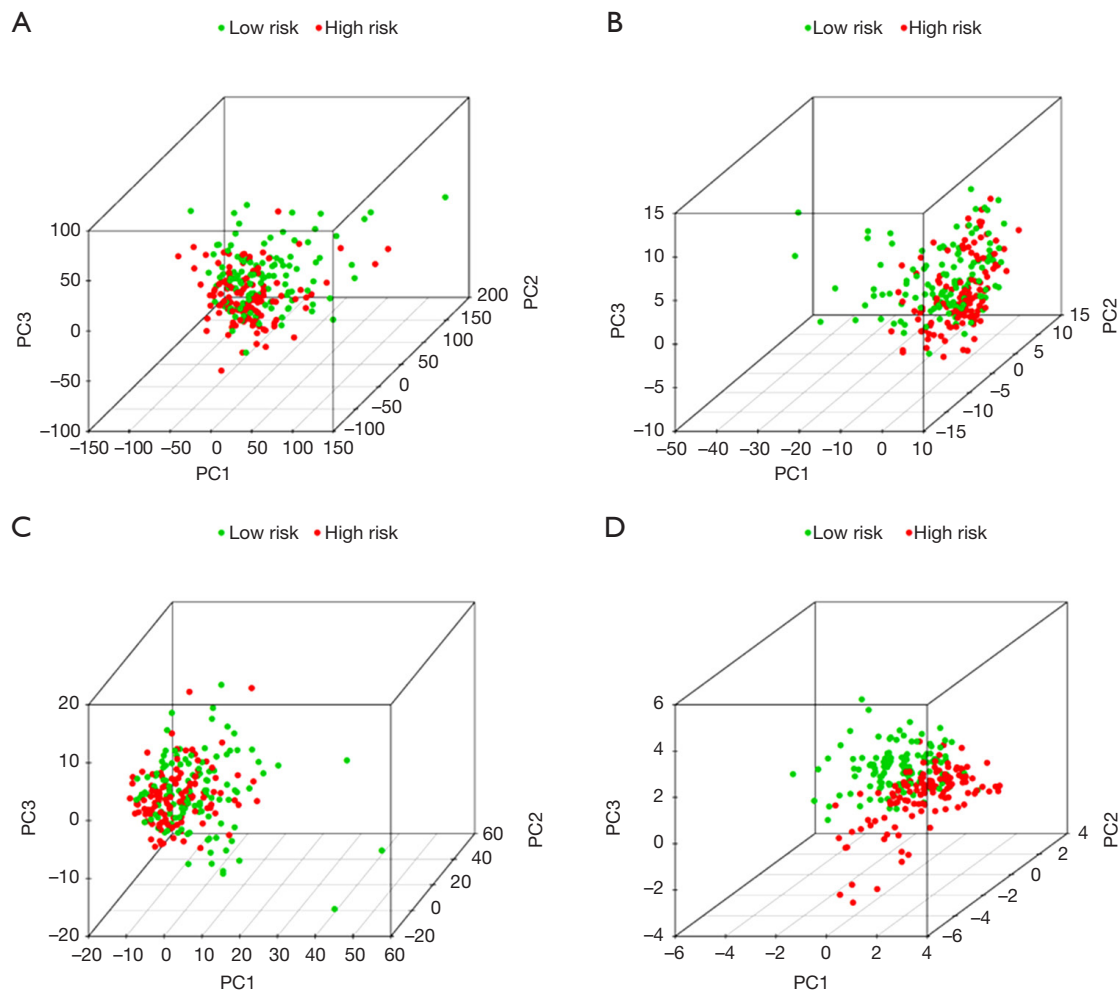 A
Low risk High risk
PC3
100
50
0
−50
−100
−150 −100 −50 0 50 100 150
PC1
−100
−50
0
50
100
150
200
PC2
B
Low risk High risk
PC3
15
10
5
0
−5
−10
−50 −40 −30 −20 −10 0 10
PC1
−15
−10
−5
0
5
10
15
PC2
C
Low risk High risk
PC3
20
10
0
−10
−20
−20 −10 0 10 20 30 40 50 60
PC1
−20
0
20
40
60
PC2
D
Low risk High risk
PC3
6
4
2
0
−2
−4
−6 −4 −2 0 2 4
PC1
−6
−4
−2
0
2
4
PC2